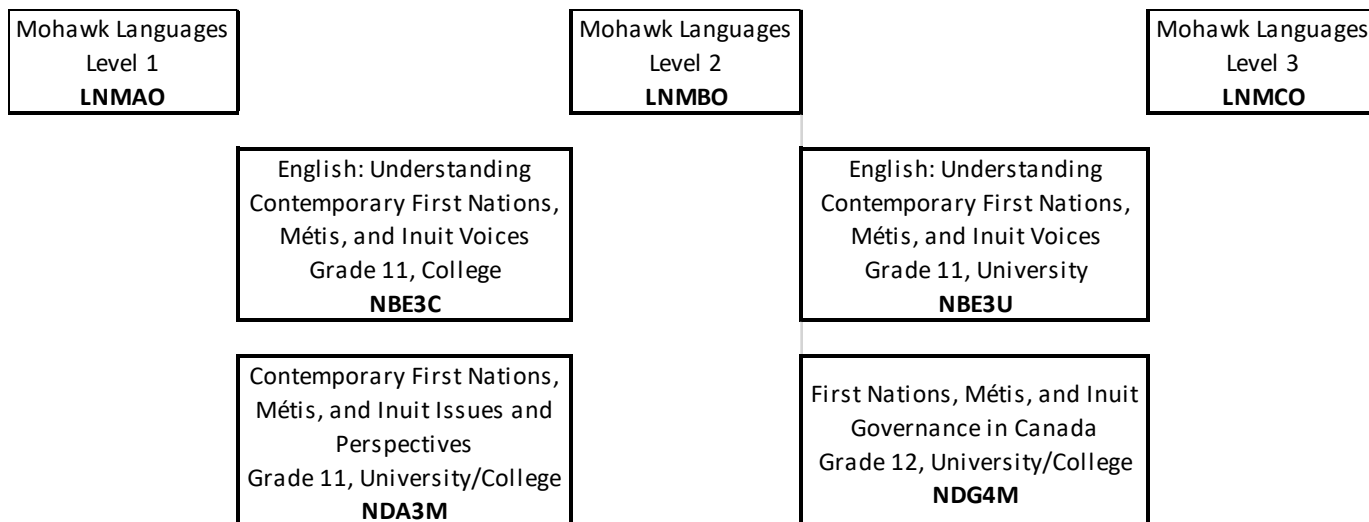 Mohawk Languages
Level 1
LNMAO
Mohawk Languages
Level 2
LNMBO
Mohawk Languages
Level 3
LNMCO
English: Understanding
Contemporary First Nations,
Métis, and Inuit Voices
Grade 11, College
NBE3C
English: Understanding
Contemporary First Nations,
Métis, and Inuit Voices
Grade 11, University
NBE3U
Contemporary First Nations,
Métis, and Inuit Issues and
Perspectives
Grade 11, University/College
NDA3M
First Nations, Métis, and Inuit
Governance in Canada
Grade 12, University/College
NDG4M